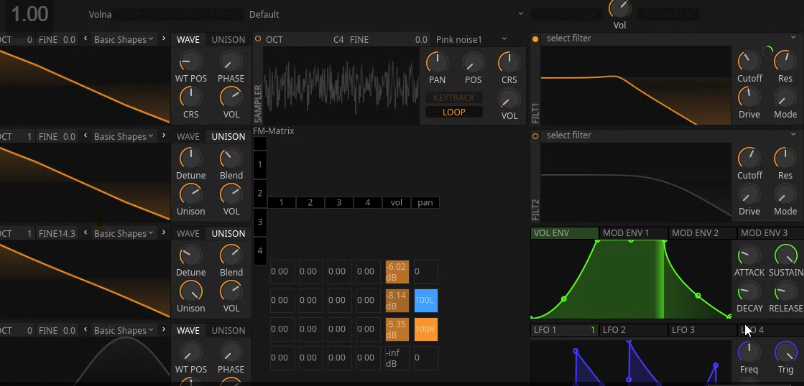 1.00 Volna Default
Vol
OCT FINE 0.0 Basic Shapes WAVE UNISON OCT C4 FINE 0.0 Pink noise1 select filter
WT POS PHASE PAN POS CRS Cutoff Res
SAMPLER
KEYTRACK
LOOP
CRS VOL VOL Drive Mode
FILT1
FM-Matrix
OCT 1 FINE 0.0 Basic Shapes WAVE UNISON select filter
Detune Blend Cutoff Res
Unison VOL Drive Mode
FILT2
1 2 3 4 vol pan
1
2
3
4
OCT 1 FINE 14.3 Basic Shapes WAVE UNISON VOL ENV MOD ENV 1 MOD ENV 2 MOD ENV 3
Detune Blend ATTACK SUSTAIN
Unison VOL DECAY RELEASE
0.00 0.00 0.00 0.00 -6.02 dB 0
0.00 0.00 0.00 0.00 -8.14 dB 100L
0.00 0.00 0.00 0.00 -5.35 dB 100R
0.00 0.00 0.00 0.00 -inf dB 0
OCT 0 FINE 0.0 Basic Shapes WAVE UNISON LFO 1 1 LFO 2 LFO 3 LFO 4
WT POS PHASE Freq Trig